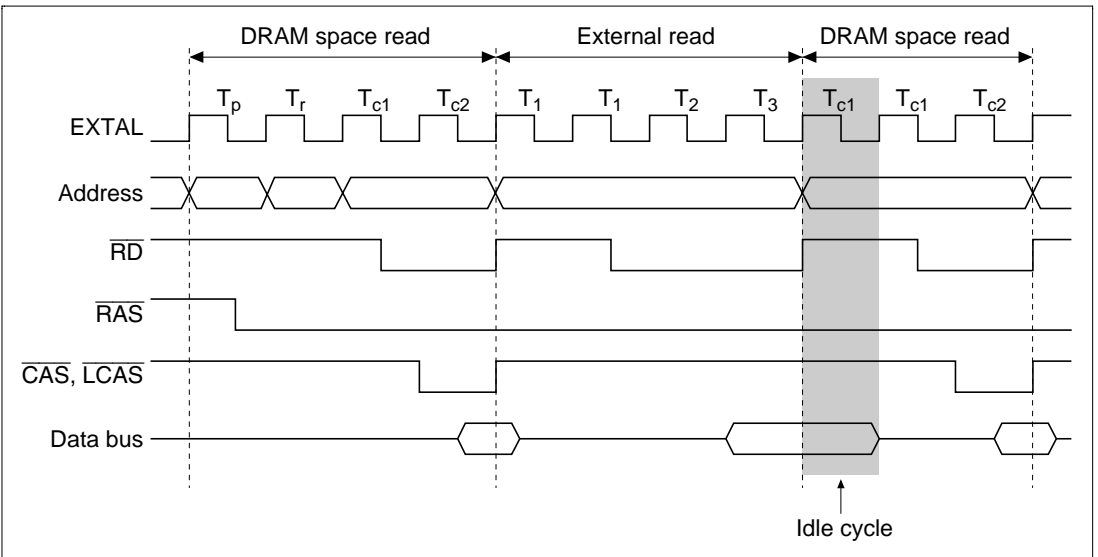 DRAM space read External read DRAM space read
Tp Tr Tc1 Tc2 T1 T1 T2 T3 Tc1 Tc1 Tc2
EXTAL
Address
RD
RAS
CAS, LCAS
Data bus
Idle cycle